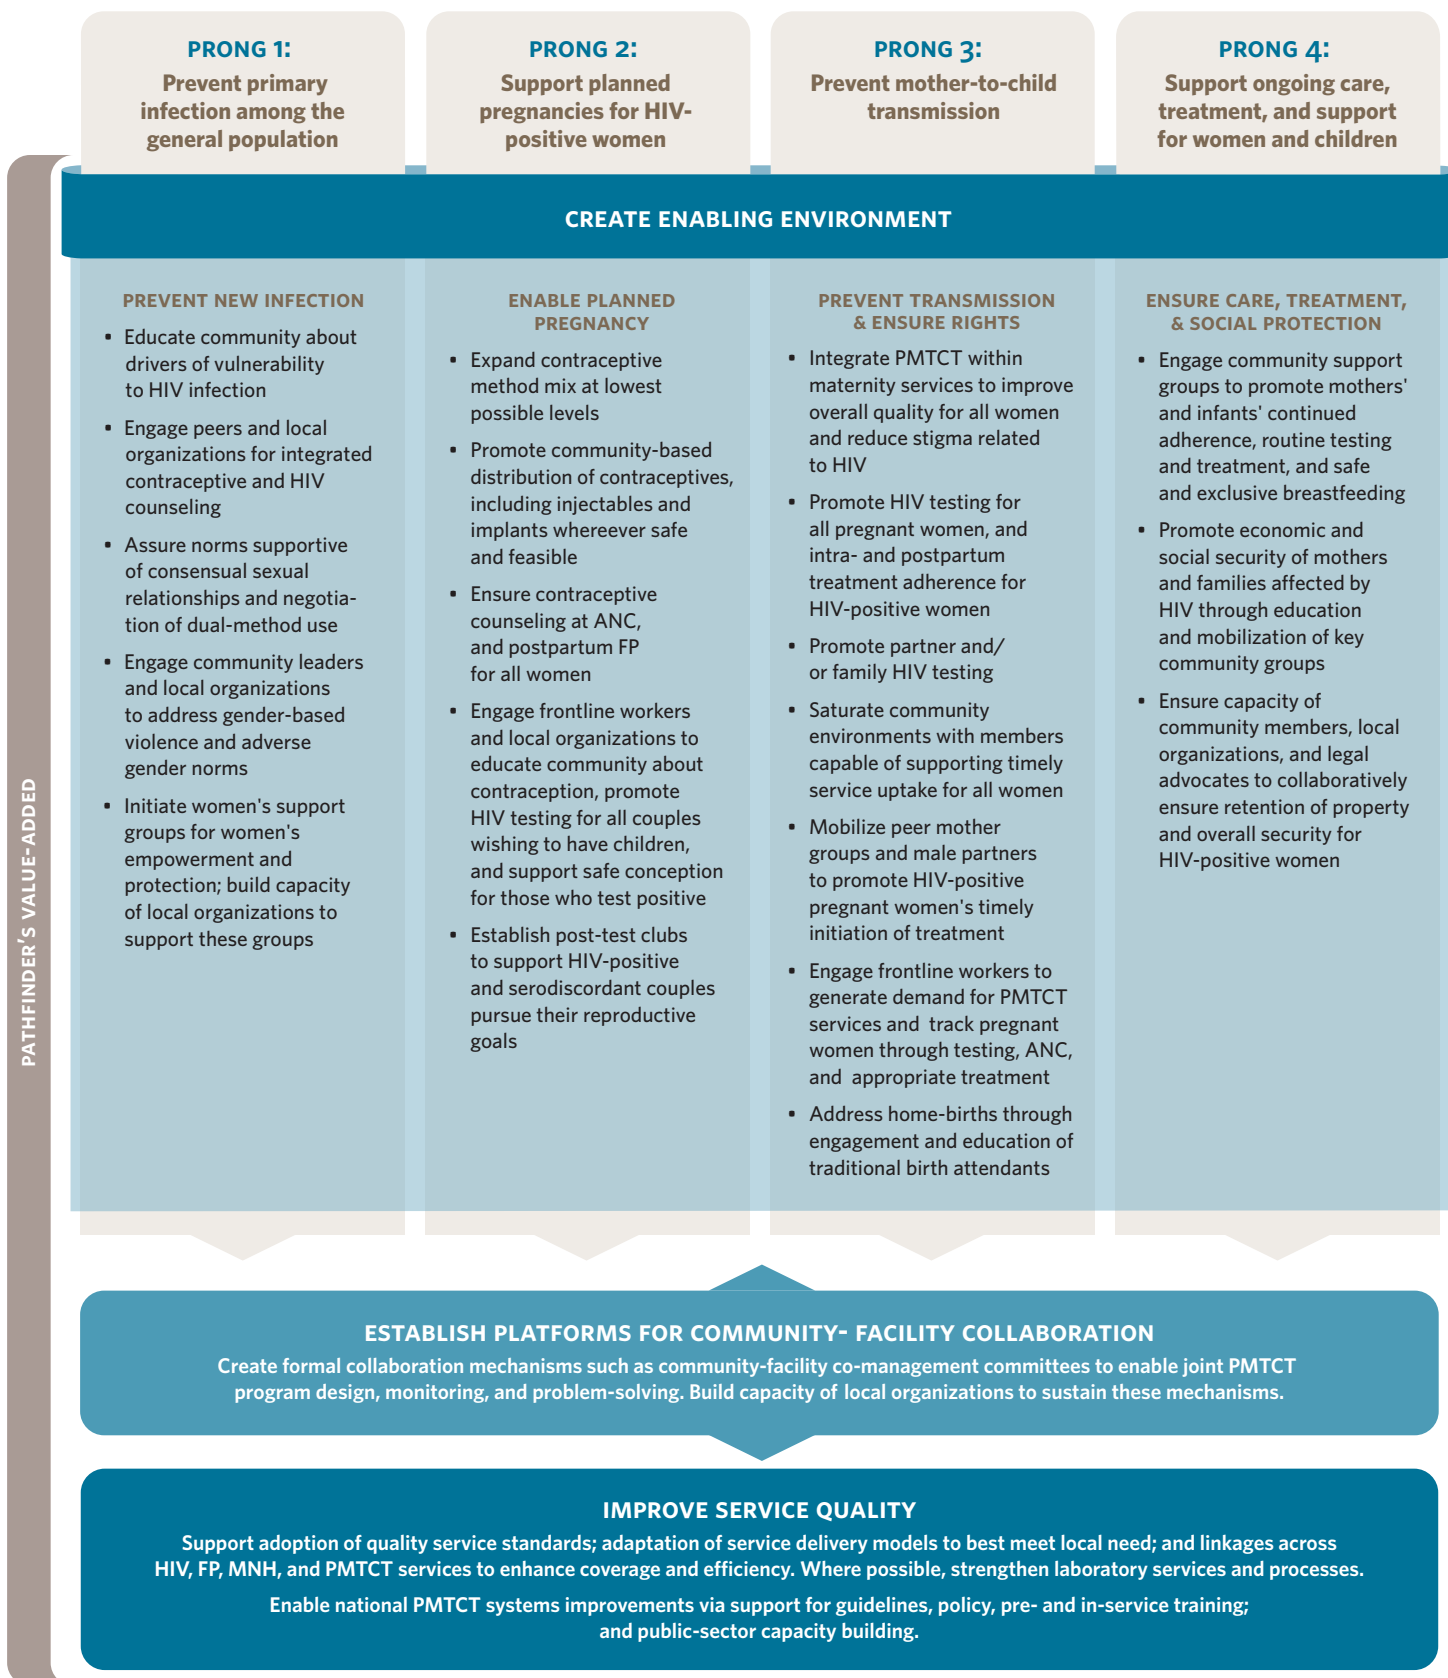 PRONG 1:
Prevent primary
infection among the
general population
PRONG 2:
Support planned
pregnancies for HIV-
positive women
PRONG 3:
Prevent mother-to-child
transmission
PRONG 4:
Support ongoing care,
treatment, and support
for women and children
CREATE ENABLING ENVIRONMENT
PREVENT NEW INFECTION
▪ Educate community about
drivers of vulnerability
to HIV infection
▪ Engage peers and local
organizations for integrated
contraceptive and HIV
counseling
▪ Assure norms supportive
of consensual sexual
relationships and negotia-
tion of dual-method use
▪ Engage community leaders
and local organizations
to address gender-based
violence and adverse
gender norms
▪ Initiate women's support
groups for women's
empowerment and
protection; build capacity
of local organizations to
support these groups
ENABLE PLANNED
PREGNANCY
▪ Expand contraceptive
method mix at lowest
possible levels
▪ Promote community-based
distribution of contraceptives,
including injectables and
implants whereever safe
and feasible
▪ Ensure contraceptive
counseling at ANC,
and postpartum FP
for all women
▪ Engage frontline workers
and local organizations to
educate community about
contraception, promote
HIV testing for all couples
wishing to have children,
and support safe conception
for those who test positive
▪ Establish post-test clubs
to support HIV-positive
and serodiscordant couples
pursue their reproductive
goals
PREVENT TRANSMISSION
& ENSURE RIGHTS
▪ Integrate PMTCT within
maternity services to improve
overall quality for all women
and reduce stigma related
to HIV
▪ Promote HIV testing for
all pregnant women, and
intra- and postpartum
treatment adherence for
HIV-positive women
▪ Promote partner and/
or family HIV testing
▪ Saturate community
environments with members
capable of supporting timely
service uptake for all women
▪ Mobilize peer mother
groups and male partners
to promote HIV-positive
pregnant women's timely
initiation of treatment
▪ Engage frontline workers to
generate demand for PMTCT
services and track pregnant
women through testing, ANC,
and appropriate treatment
▪ Address home-births through
engagement and education of
traditional birth attendants
ENSURE CARE, TREATMENT,
& SOCIAL PROTECTION
▪ Engage community support
groups to promote mothers'
and infants' continued
adherence, routine testing
and treatment, and safe
and exclusive breastfeeding
▪ Promote economic and
social security of mothers
and families affected by
HIV through education
and mobilization of key
community groups
▪ Ensure capacity of
community members, local
organizations, and legal
advocates to collaboratively
ensure retention of property
and overall security for
HIV-positive women
PATHFINDER'S VALUE-ADDED
ESTABLISH PLATFORMS FOR COMMUNITY- FACILITY COLLABORATION
Create formal collaboration mechanisms such as community-facility co-management committees to enable joint PMTCT
program design, monitoring, and problem-solving. Build capacity of local organizations to sustain these mechanisms.
IMPROVE SERVICE QUALITY
Support adoption of quality service standards; adaptation of service delivery models to best meet local need; and linkages across
HIV, FP, MNH, and PMTCT services to enhance coverage and efficiency. Where possible, strengthen laboratory services and processes.
Enable national PMTCT systems improvements via support for guidelines, policy, pre- and in-service training;
and public-sector capacity building.